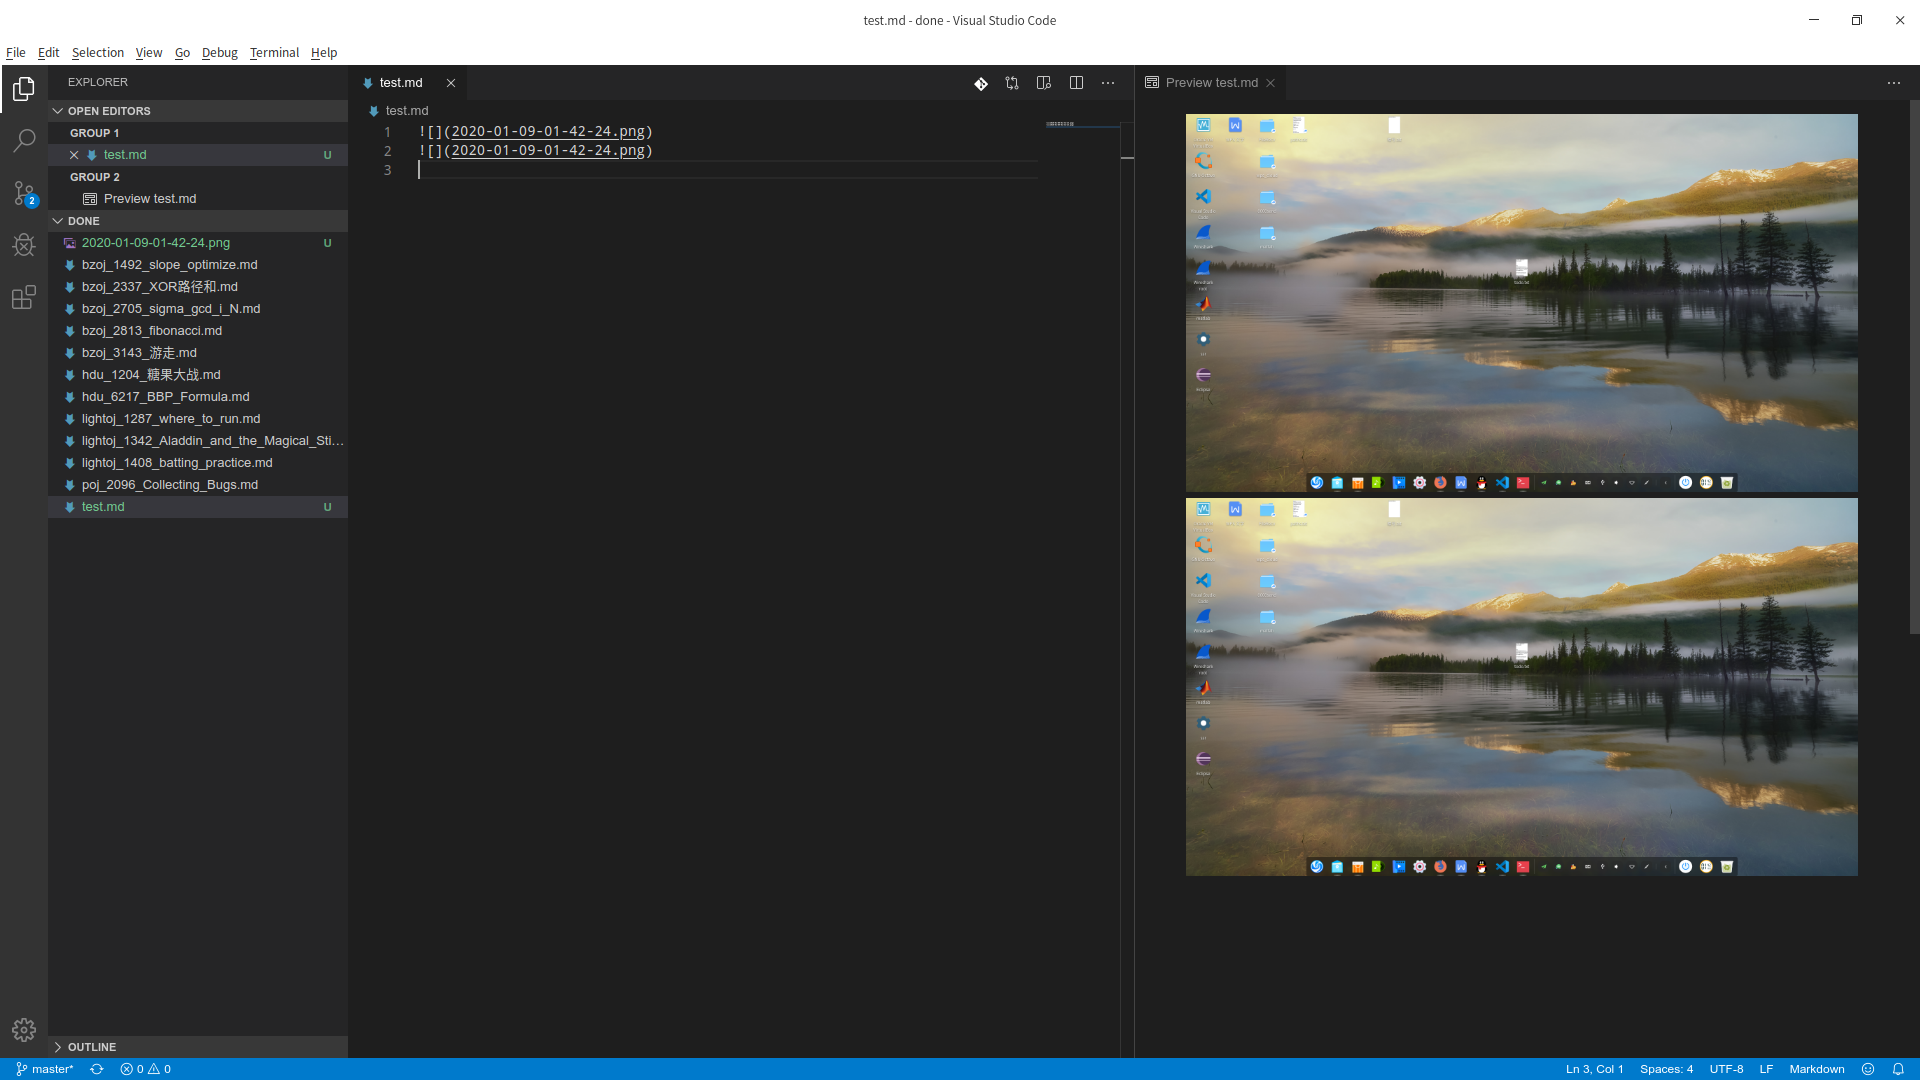 test.md - done - Visual Studio Code
File Edit Selection View Go Debug Terminal Help
EXPLORER
OPEN EDITORS
GROUP 1
test.md U
GROUP 2
Preview test.md
DONE
2020-01-09-01-42-24.png U
bzoj_1492_slope_optimize.md
bzoj_2337_XOR路径和.md
bzoj_2705_sigma_gcd_i_N.md
bzoj_2813_fibonacci.md
bzoj_3143_游走.md
hdu_1204_糖果大战.md
hdu_6217_BBP_Formula.md
lightoj_1287_where_to_run.md
lightoj_1342_Aladdin_and_the_Magical_Sti...
lightoj_1408_batting_practice.md
poj_2096_Collecting_Bugs.md
test.md U
OUTLINE
2
test.md
test.md
1 ![](2020-01-09-01-42-24.png)
2 ![](2020-01-09-01-42-24.png)
3
Preview test.md
master* 0 0
Ln 3, Col 1 Spaces: 4 UTF-8 LF Markdown